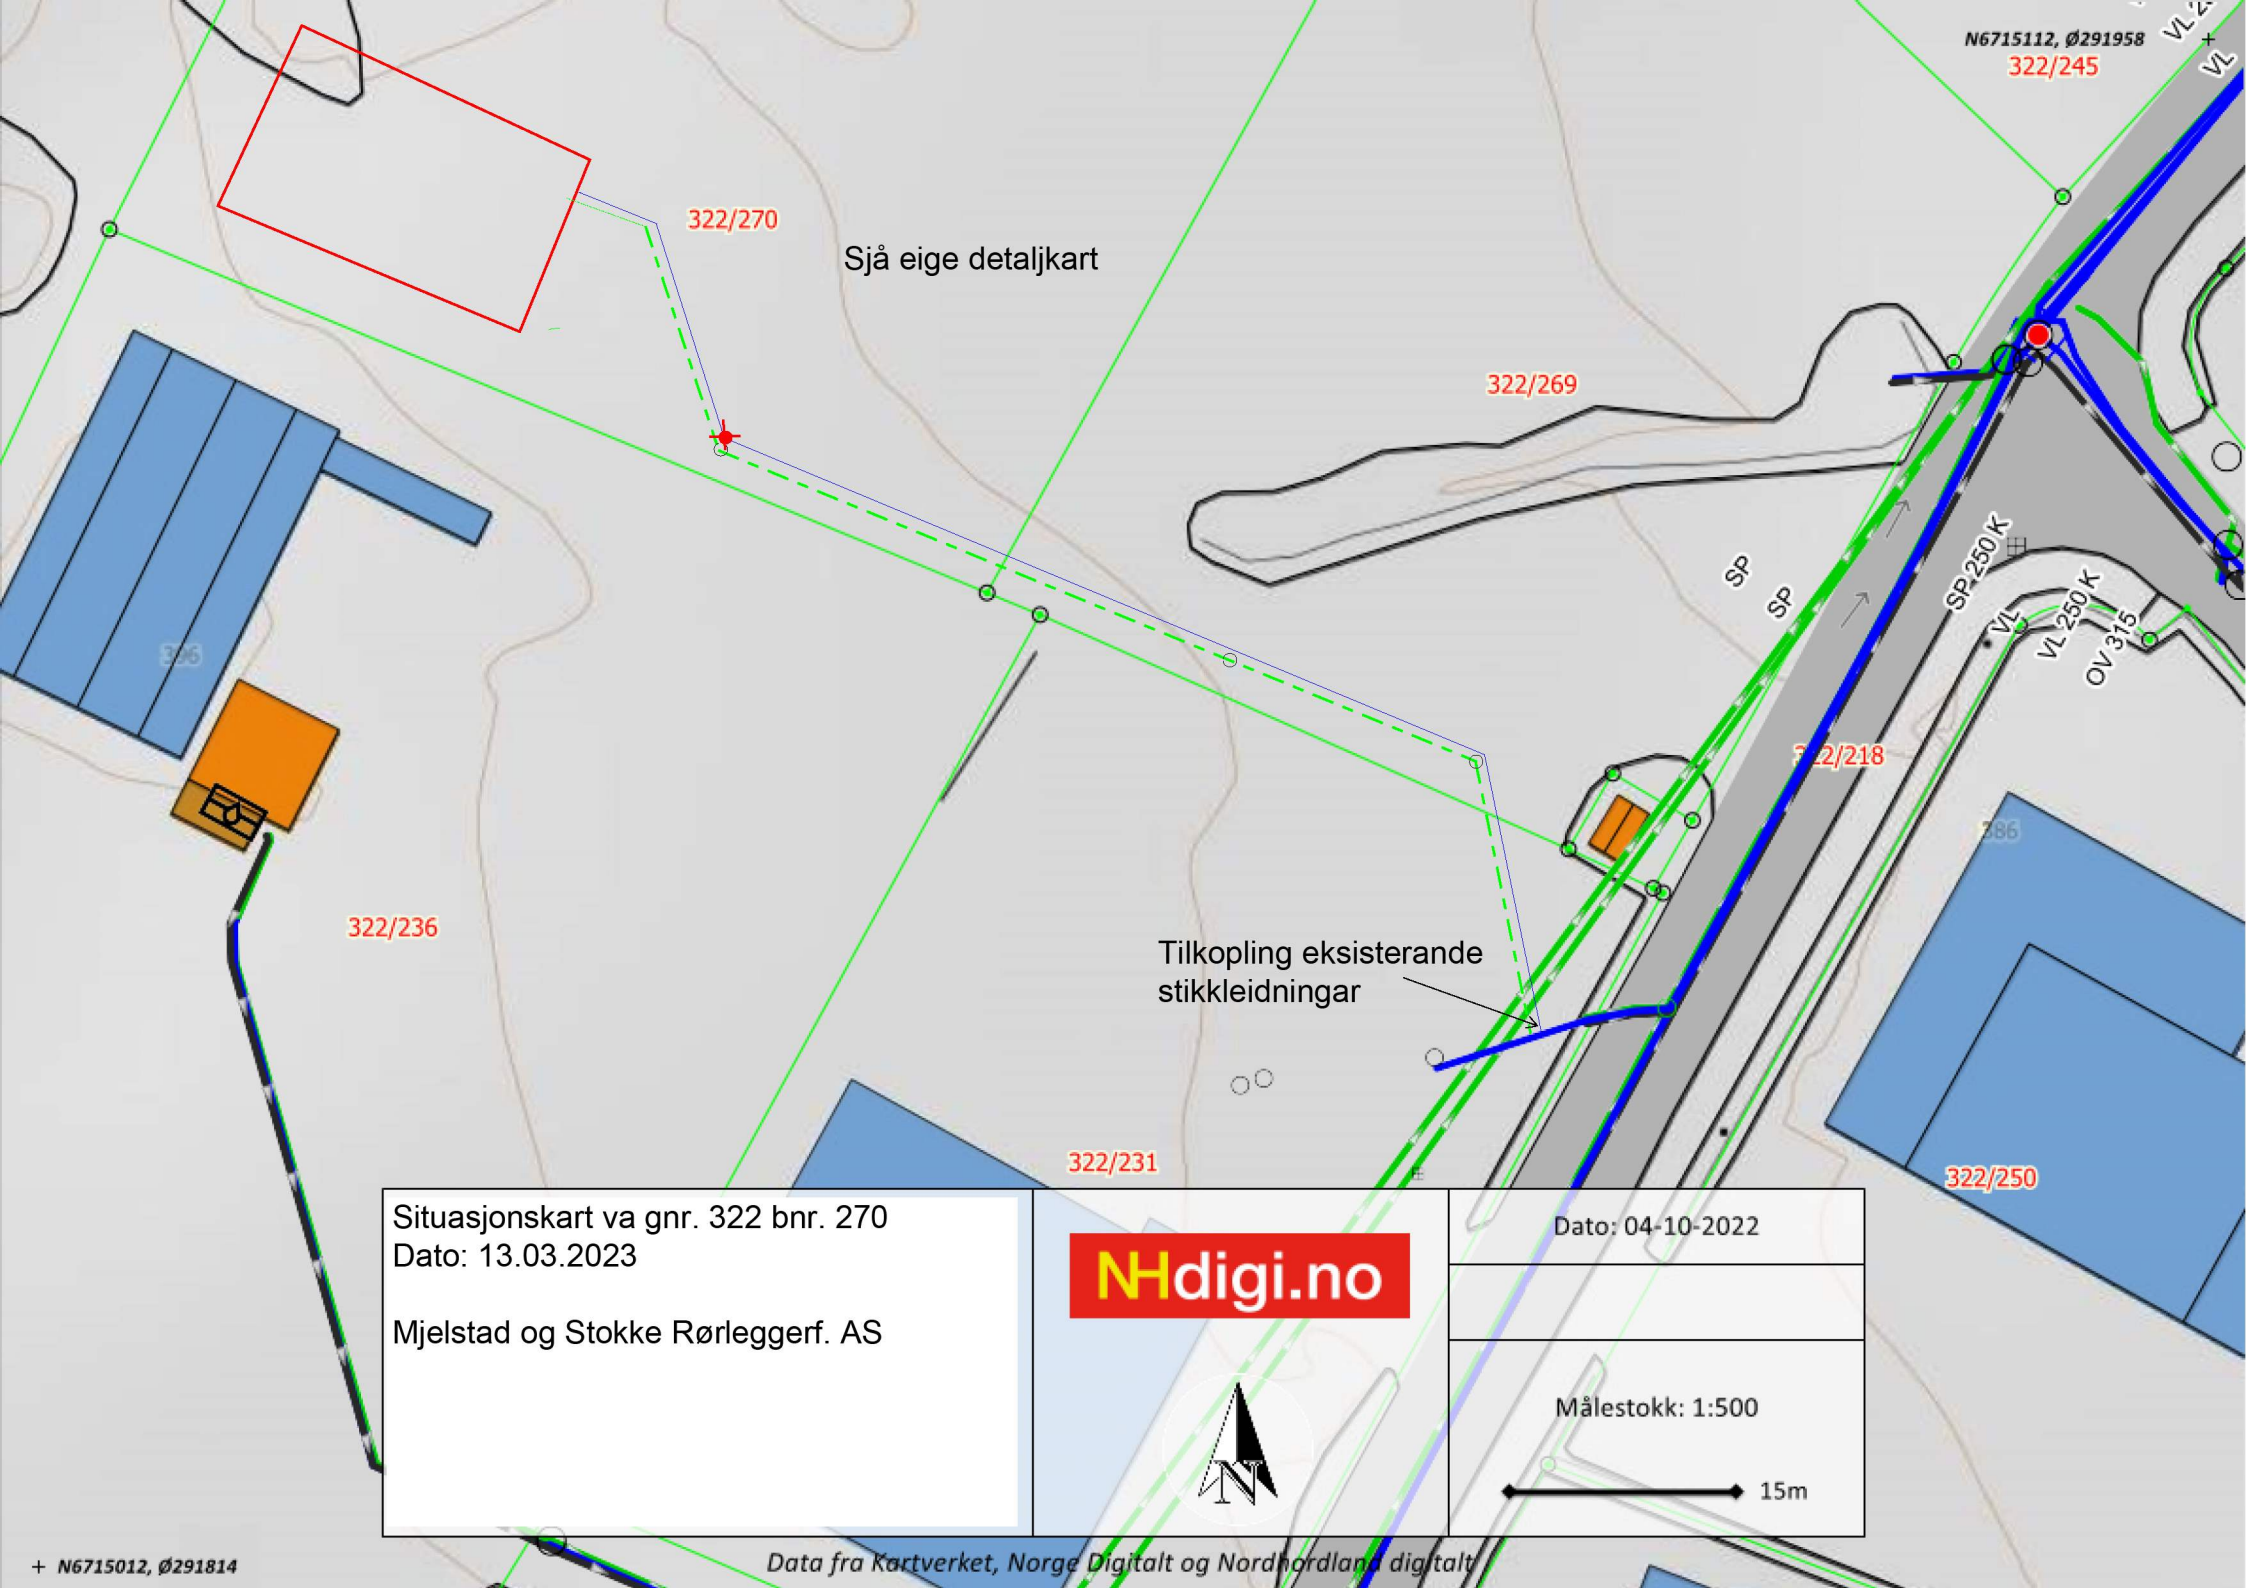 VL
N6715112, Ø291958
322/245
VL
322/270
Sjå eige detaljkart
322/269
SP
SP
SP 250 K
VL
VL 250 K
OV 315
396
322/218
386
322/236
Tilkopling eksisterande
stikkleidningar
322/231
322/250
Situasjonskart va gnr. 322 bnr. 270
Dato: 13.03.2023
Mjelstad og Stokke Rørleggerf. AS
NHdigi.no
N
Dato: 04-10-2022
Målestokk: 1:500
15m
N6715012, Ø291814
Data fra Kartverket, Norge Digitalt og Nordhordland digitalt